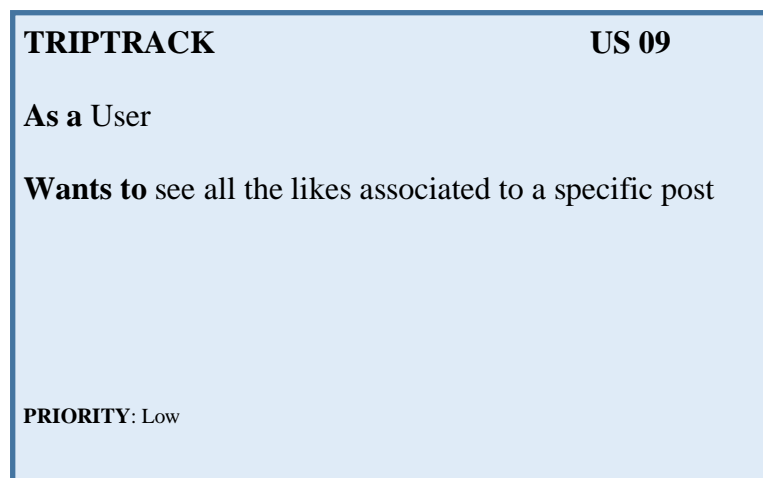 TRIPTRACK US 09
As a User
Wants to see all the likes associated to a specific post
PRIORITY: Low